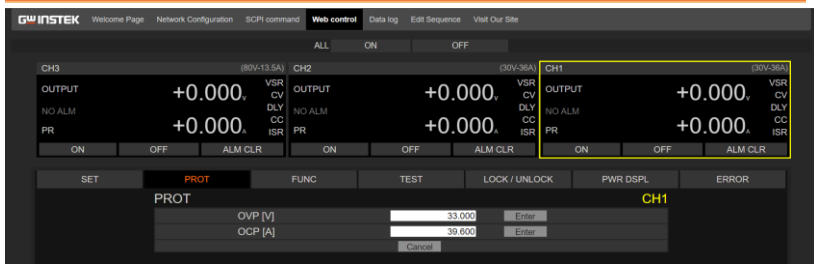 GWINSTEK Welcome Page Network Configuration SCPI command Web control Data log Edit Sequence Visit Our Site
ALL ON OFF
CH3 (80V-13.5A) CH2 (30V-36A) CH1 (30V-36A)
OUTPUT +0.000V VSR CV OUTPUT +0.000V VSR CV OUTPUT +0.000V VSR CV
NO ALM DLY NO ALM DLY NO ALM DLY
PR +0.000A CC ISR PR +0.000A CC ISR PR +0.000A CC ISR
ON OFF ALM CLR ON OFF ALM CLR ON OFF ALM CLR
SET PROT FUNC TEST LOCK / UNLOCK PWR DSPL ERROR
PROT CH1
OVP [V] 33.000 Enter
OCP [A] 39.600 Enter
Cancel